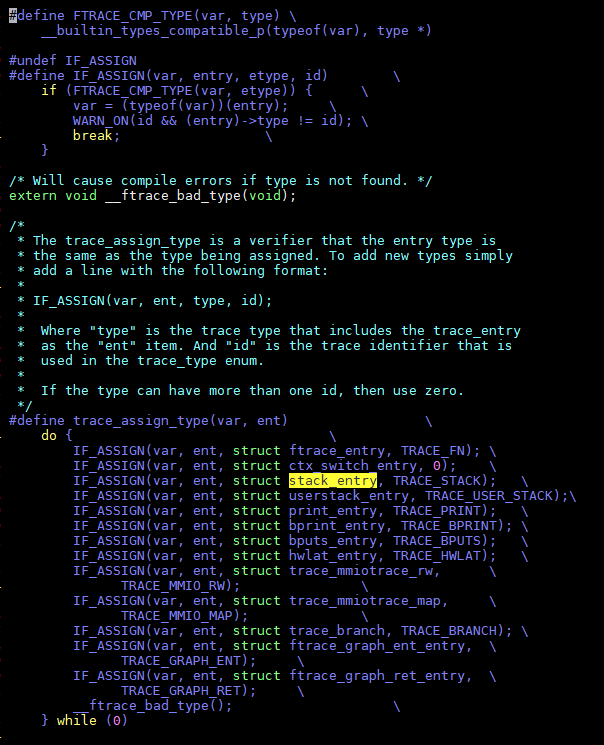 #define FTRACE_CMP_TYPE(var, type) \
    __builtin_types_compatible_p(typeof(var), type *)

#undef IF_ASSIGN
#define IF_ASSIGN(var, entry, etype, id)        \
    if (FTRACE_CMP_TYPE(var, etype)) {      \
        var = (typeof(var))(entry);     \
        WARN_ON(id && (entry)->type != id); \
        break;                  \
    }

/* Will cause compile errors if type is not found. */
extern void __ftrace_bad_type(void);

/*
 * The trace_assign_type is a verifier that the entry type is
 * the same as the type being assigned. To add new types simply
 * add a line with the following format:
 *
 * IF_ASSIGN(var, ent, type, id);
 *
 *  Where "type" is the trace type that includes the trace_entry
 *  as the "ent" item. And "id" is the trace identifier that is
 *  used in the trace_type enum.
 *
 *  If the type can have more than one id, then use zero.
 */
#define trace_assign_type(var, ent)                 \
    do {                                \
        IF_ASSIGN(var, ent, struct ftrace_entry, TRACE_FN); \
        IF_ASSIGN(var, ent, struct ctx_switch_entry, 0);    \
        IF_ASSIGN(var, ent, struct stack_entry, TRACE_STACK);   \
        IF_ASSIGN(var, ent, struct userstack_entry, TRACE_USER_STACK);\
        IF_ASSIGN(var, ent, struct print_entry, TRACE_PRINT);   \
        IF_ASSIGN(var, ent, struct bprint_entry, TRACE_BPRINT); \
        IF_ASSIGN(var, ent, struct bputs_entry, TRACE_BPUTS);   \
        IF_ASSIGN(var, ent, struct hwlat_entry, TRACE_HWLAT);   \
        IF_ASSIGN(var, ent, struct trace_mmiotrace_rw,      \
              TRACE_MMIO_RW);               \
        IF_ASSIGN(var, ent, struct trace_mmiotrace_map,     \
              TRACE_MMIO_MAP);              \
        IF_ASSIGN(var, ent, struct trace_branch, TRACE_BRANCH); \
        IF_ASSIGN(var, ent, struct ftrace_graph_ent_entry,  \
              TRACE_GRAPH_ENT);     \
        IF_ASSIGN(var, ent, struct ftrace_graph_ret_entry,  \
              TRACE_GRAPH_RET);     \
        __ftrace_bad_type();                    \
    } while (0)